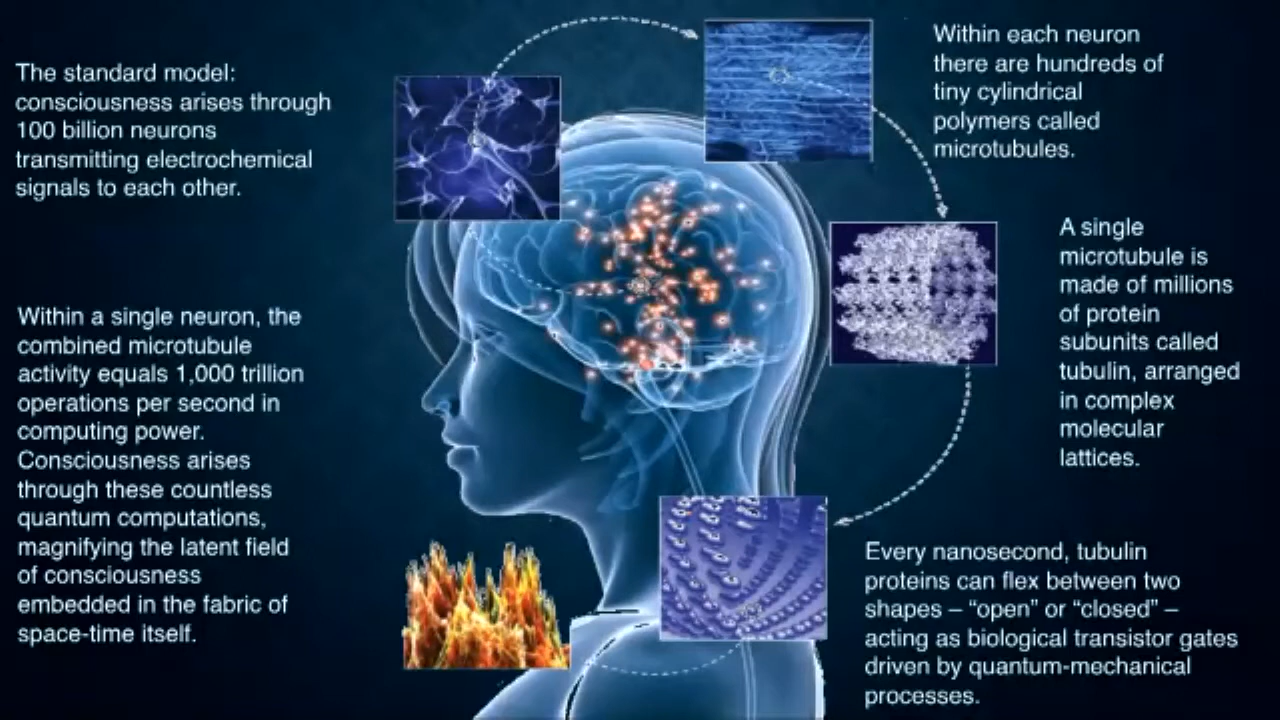 The standard model:
consciousness arises through
100 billion neurons
transmitting electrochemical
signals to each other.
Within each neuron
there are hundreds of
tiny cylindrical
polymers called
microtubules.
A single
microtubule is
made of millions
of protein
subunits called
tubulin, arranged
in complex
molecular
lattices.
Every nanosecond, tubulin
proteins can flex between two
shapes – “open” or “closed” –
acting as biological transistor gates
driven by quantum-mechanical
processes.
Within a single neuron, the
combined microtubule
activity equals 1,000 trillion
operations per second in
computing power.
Consciousness arises
through these countless
quantum computations,
magnifying the latent field
of consciousness
embedded in the fabric of
space-time itself.